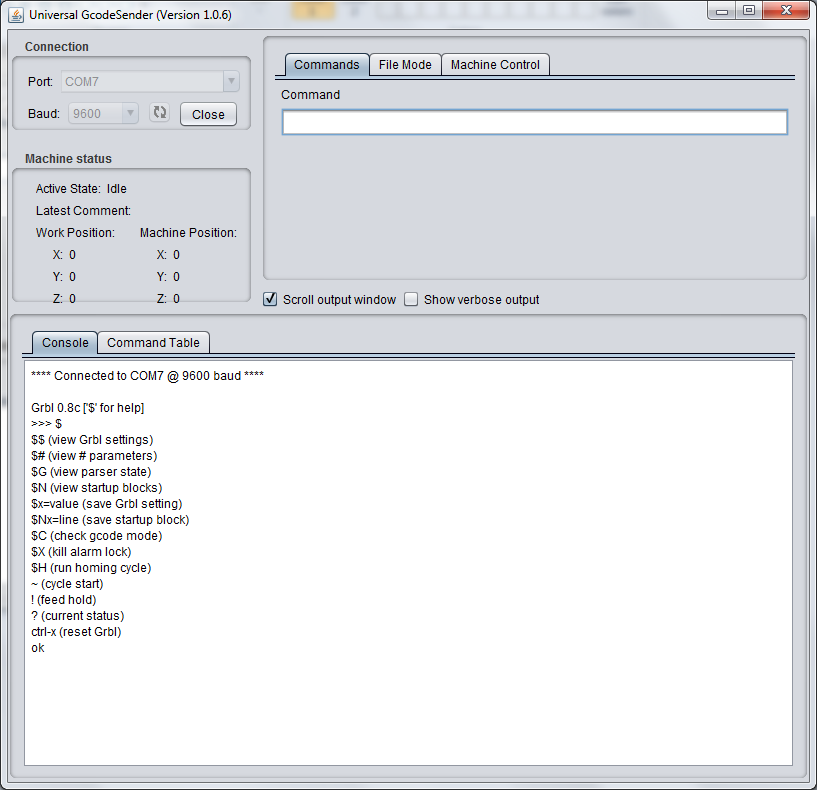 Universal GcodeSender (Version 1.0.6)
Connection
Port: COM7
Baud: 9600 Close
Machine status
Active State: Idle
Latest Comment:
Work Position: Machine Position:
X: 0 X: 0
Y: 0 Y: 0
Z: 0 Z: 0
Commands File Mode Machine Control
Command
Scroll output window Show verbose output
Console Command Table
**** Connected to COM7 @ 9600 baud ****
Grbl 0.8c ['$' for help]
>>> $
$$ (view Grbl settings)
$# (view # parameters)
$G (view parser state)
$N (view startup blocks)
$x=value (save Grbl setting)
$Nx=line (save startup block)
$C (check gcode mode)
$X (kill alarm lock)
$H (run homing cycle)
~ (cycle start)
! (feed hold)
? (current status)
ctrl-x (reset Grbl)
ok